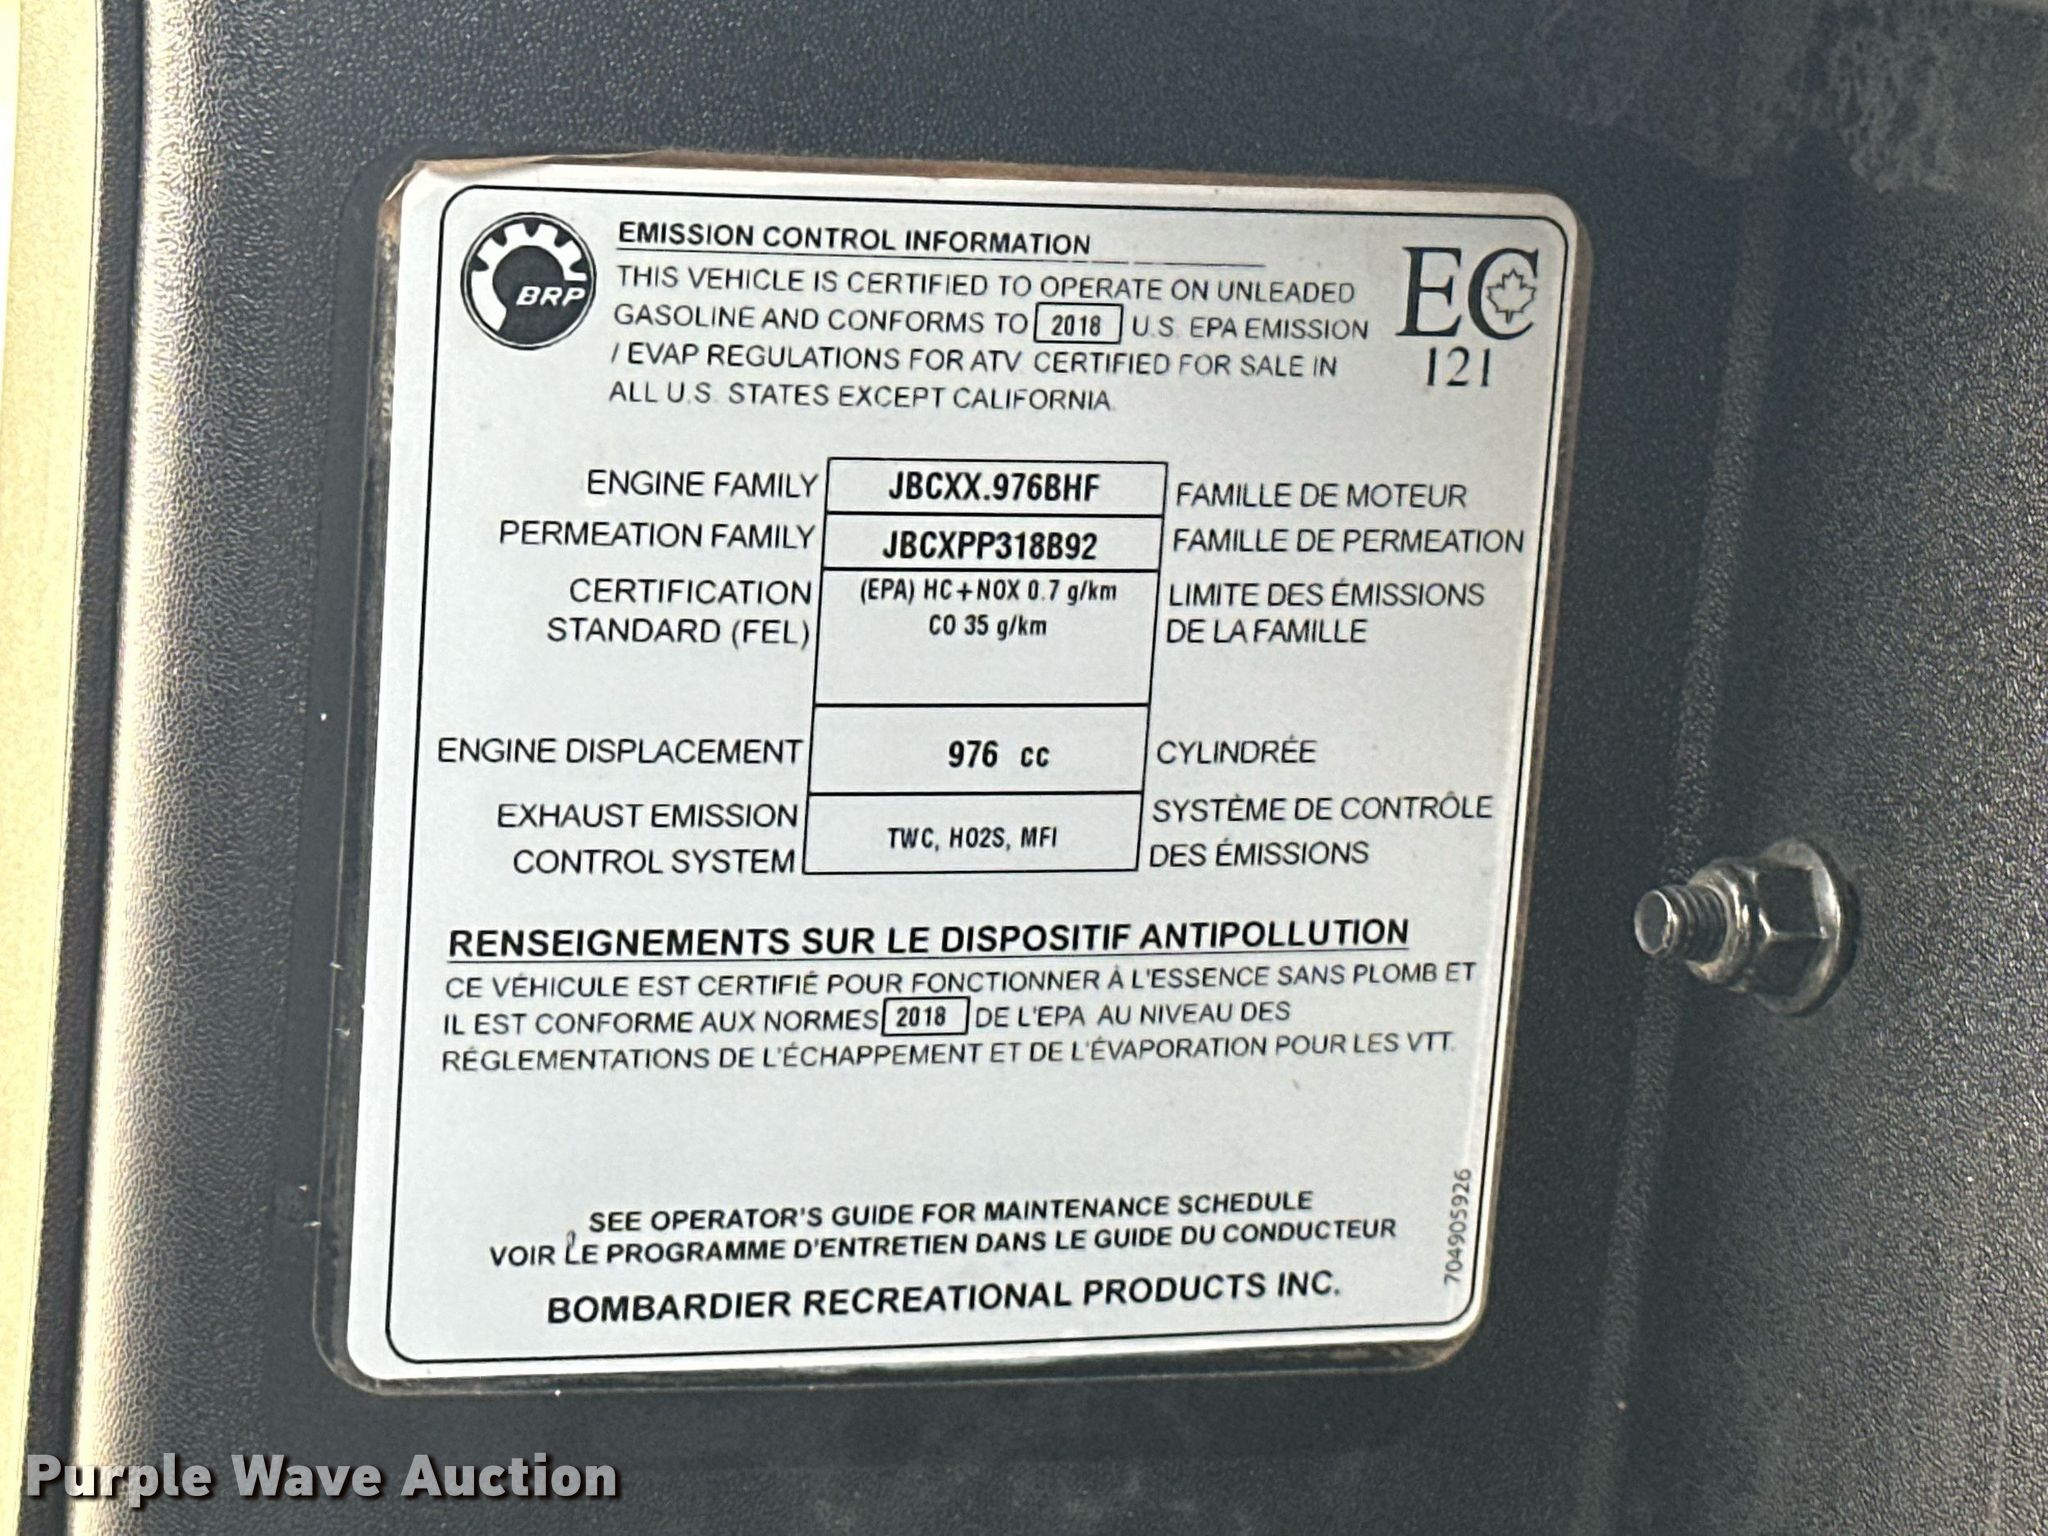 BRP
EMISSION CONTROL INFORMATION
THIS VEHICLE IS CERTIFIED TO OPERATE ON UNLEADED
GASOLINE AND CONFORMS TO 2018 U.S. EPA EMISSION
/ EVAP REGULATIONS FOR ATV. CERTIFIED FOR SALE IN
ALL U.S. STATES EXCEPT CALIFORNIA.
EC
121
ENGINE FAMILY JBCXX.976BHF FAMILLE DE MOTEUR
PERMEATION FAMILY JBCXPP318B92 FAMILLE DE PERMEATION
CERTIFICATION (EPA) HC+NOX 0.7 g/km LIMITE DES ÉMISSIONS
STANDARD (FEL) CO 35 g/km DE LA FAMILLE
ENGINE DISPLACEMENT 976 cc CYLINDRÉE
EXHAUST EMISSION SYSTÈME DE CONTRÔLE
TWC, HO2S, MFI
CONTROL SYSTEM DES ÉMISSIONS
RENSEIGNEMENTS SUR LE DISPOSITIF ANTIPOLLUTION
CE VÉHICULE EST CERTIFIÉ POUR FONCTIONNER À L'ESSENCE SANS PLOMB ET
IL EST CONFORME AUX NORMES 2018 DE L'EPA AU NIVEAU DES
RÉGLEMENTATIONS DE L'ÉCHAPPEMENT ET DE L'ÉVAPORATION POUR LES VTT.
SEE OPERATOR'S GUIDE FOR MAINTENANCE SCHEDULE
VOIR LE PROGRAMME D'ENTRETIEN DANS LE GUIDE DU CONDUCTEUR
BOMBARDIER RECREATIONAL PRODUCTS INC.
704905926
Purple Wave Auction